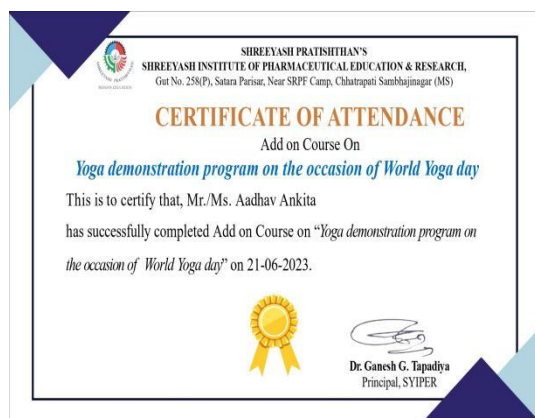 SHREEYASH PRATISHTHAN'S
SHREEYASH INSTITUTE OF PHARMACEUTICAL EDUCATION & RESEARCH,
Gut No. 258(P), Satara Parisar, Near SRPF Camp, Chhatrapati Sambhajinagar (MS)
CERTIFICATE OF ATTENDANCE
Add on Course On
Yoga demonstration program on the occasion of World Yoga day
This is to certify that, Mr./Ms. Aadhav Ankita
has successfully completed Add on Course on “Yoga demonstration program on
the occasion of World Yoga day” on 21-06-2023.
Dr. Ganesh G. Tapadiya
Principal, SYIPER